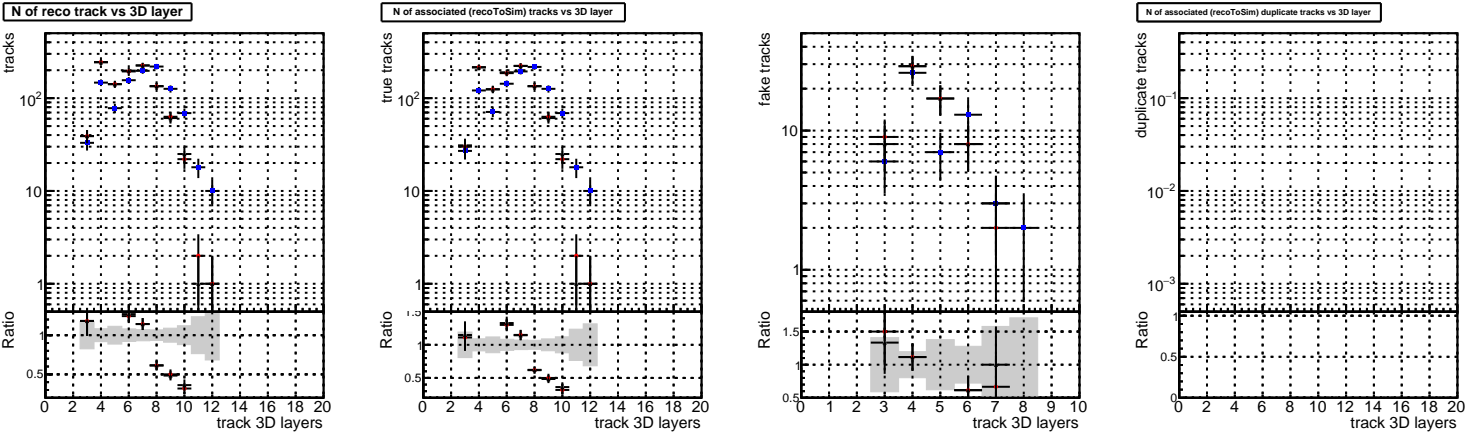 N of reco track vs 3D layer
tracks
10²
10
1
Ratio
1
0.5
0 2 4 6 8 10 12 14 16 18 20
track 3D layers
N of associated (recoToSim) tracks vs 3D layer
true tracks
10²
10
1
Ratio
1.5
1
0.5
0 2 4 6 8 10 12 14 16 18 20
track 3D layers
fake tracks
10
1
Ratio
1.5
1
0.5
0 1 2 3 4 5 6 7 8 9 10
track 3D layers
N of associated (recoToSim) duplicate tracks vs 3D layer
duplicate tracks
10⁻¹
10⁻²
10⁻³
Ratio
1
0.5
0
0 2 4 6 8 10 12 14 16 18 20
track 3D layers